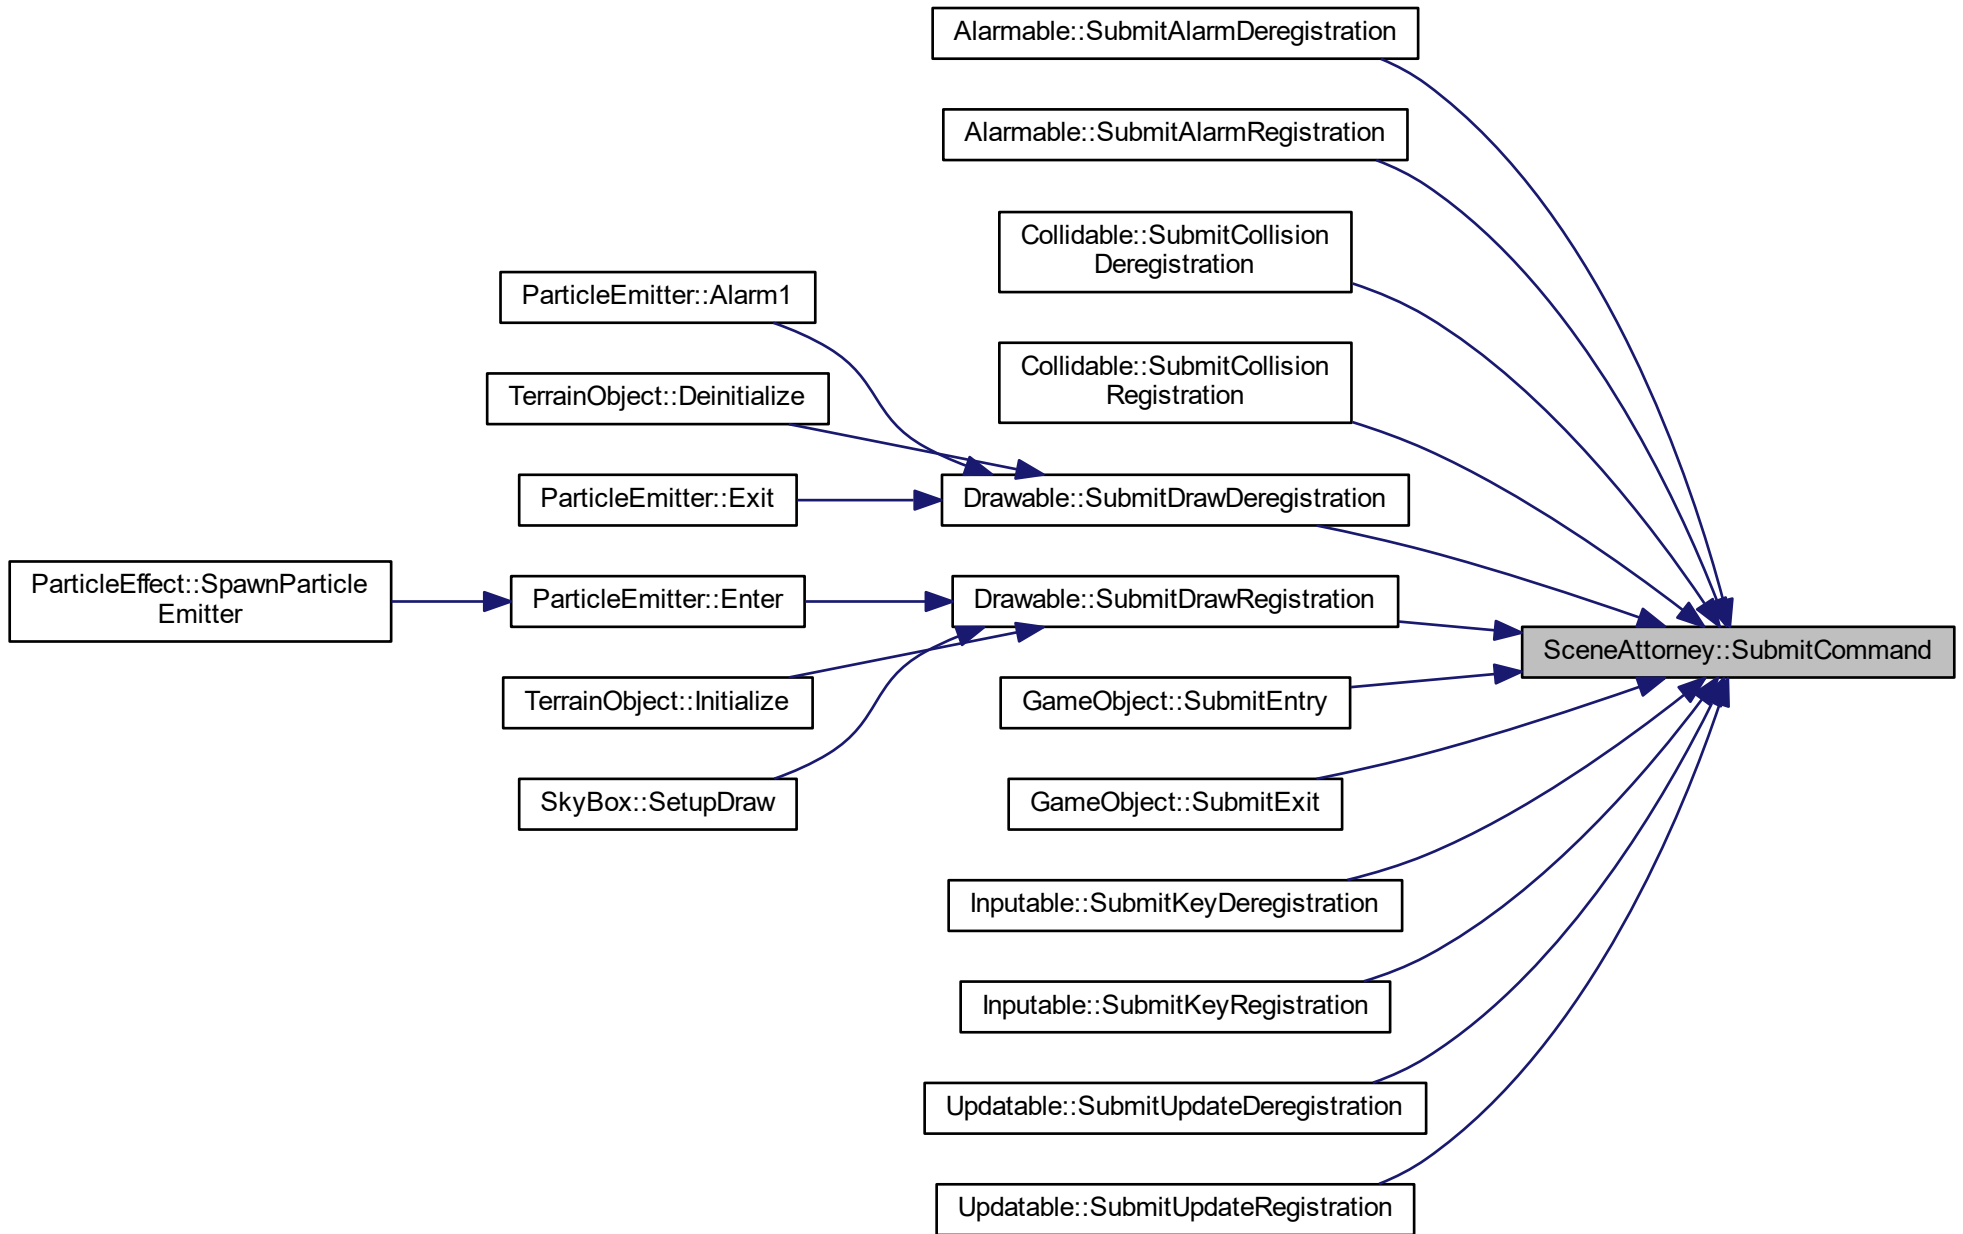 Alarmable::SubmitAlarmDeregistration
Alarmable::SubmitAlarmRegistration
Collidable::SubmitCollision
Deregistration
ParticleEmitter::Alarm1
Collidable::SubmitCollision
Registration
TerrainObject::Deinitialize
ParticleEmitter::Exit
Drawable::SubmitDrawDeregistration
ParticleEffect::SpawnParticle
Emitter
ParticleEmitter::Enter
Drawable::SubmitDrawRegistration
SceneAttorney::SubmitCommand
TerrainObject::Initialize
GameObject::SubmitEntry
SkyBox::SetupDraw
GameObject::SubmitExit
Inputable::SubmitKeyDeregistration
Inputable::SubmitKeyRegistration
Updatable::SubmitUpdateDeregistration
Updatable::SubmitUpdateRegistration